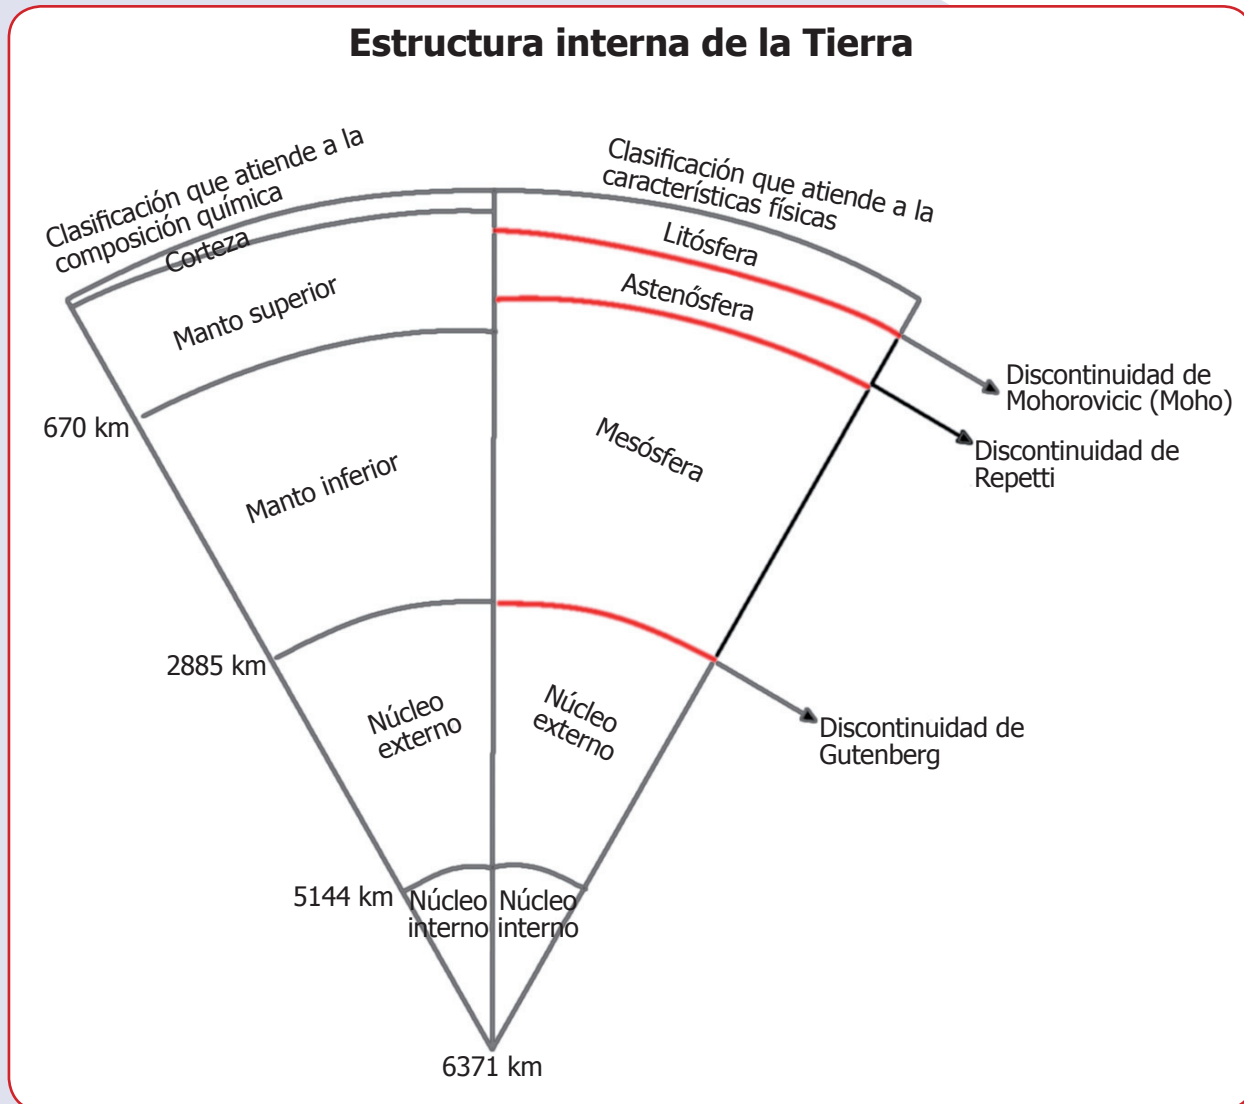 Estructura interna de la Tierra
Clasificación que atiende a la
composición química
Clasificación que atiende a la
características físicas
Corteza
Litósfera
Manto superior
Astenősfera
Discontinuidad de
Mohorovicic (Moho)
670 km
Mesósfera
Discontinuidad de
Repetti
Manto inferior
2885 km
Núcleo
externo
Núcleo
externo
Discontinuidad de
Gutenberg
5144 km
Núcleo
interno
Núcleo
interno
6371 km